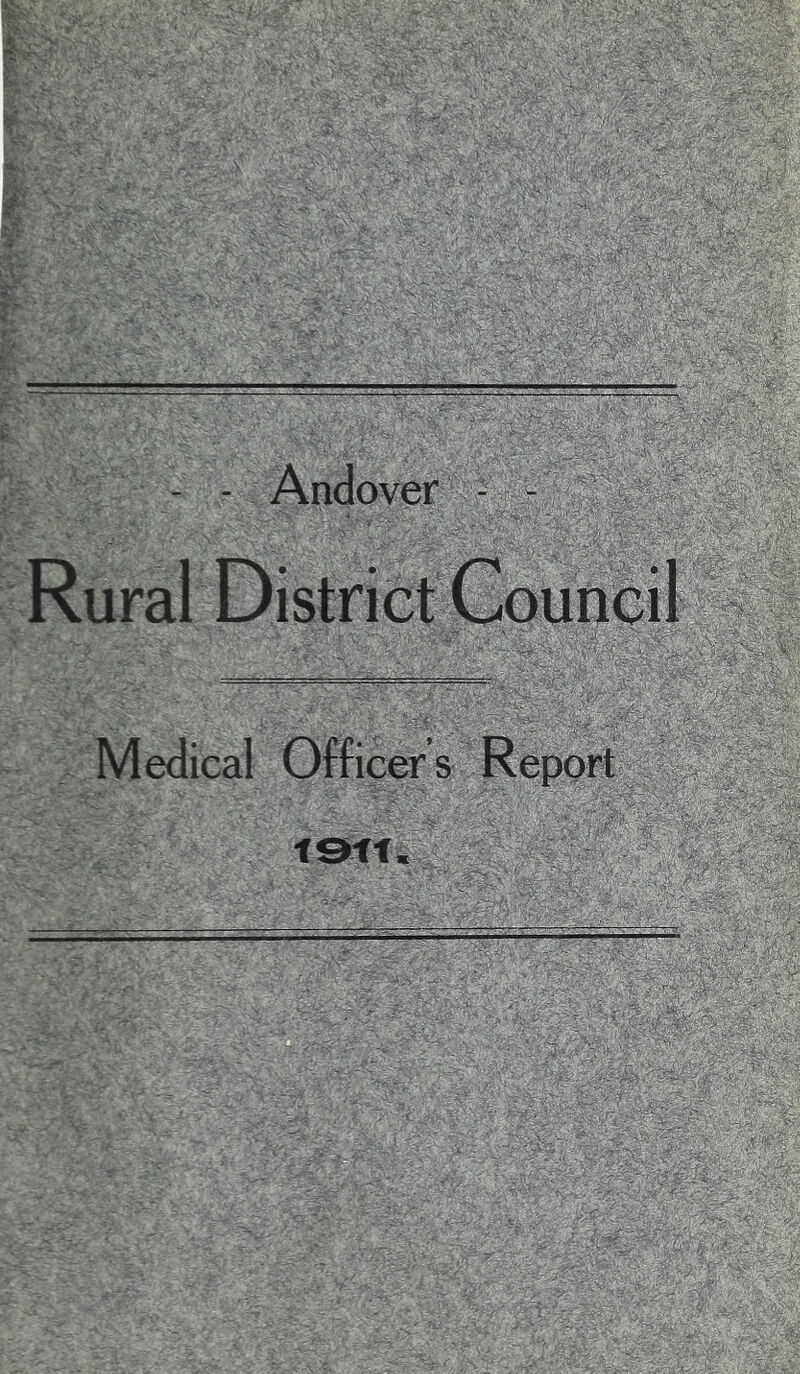 - - Andover - -
Rural District Council
Medical Officer's Report
1911.